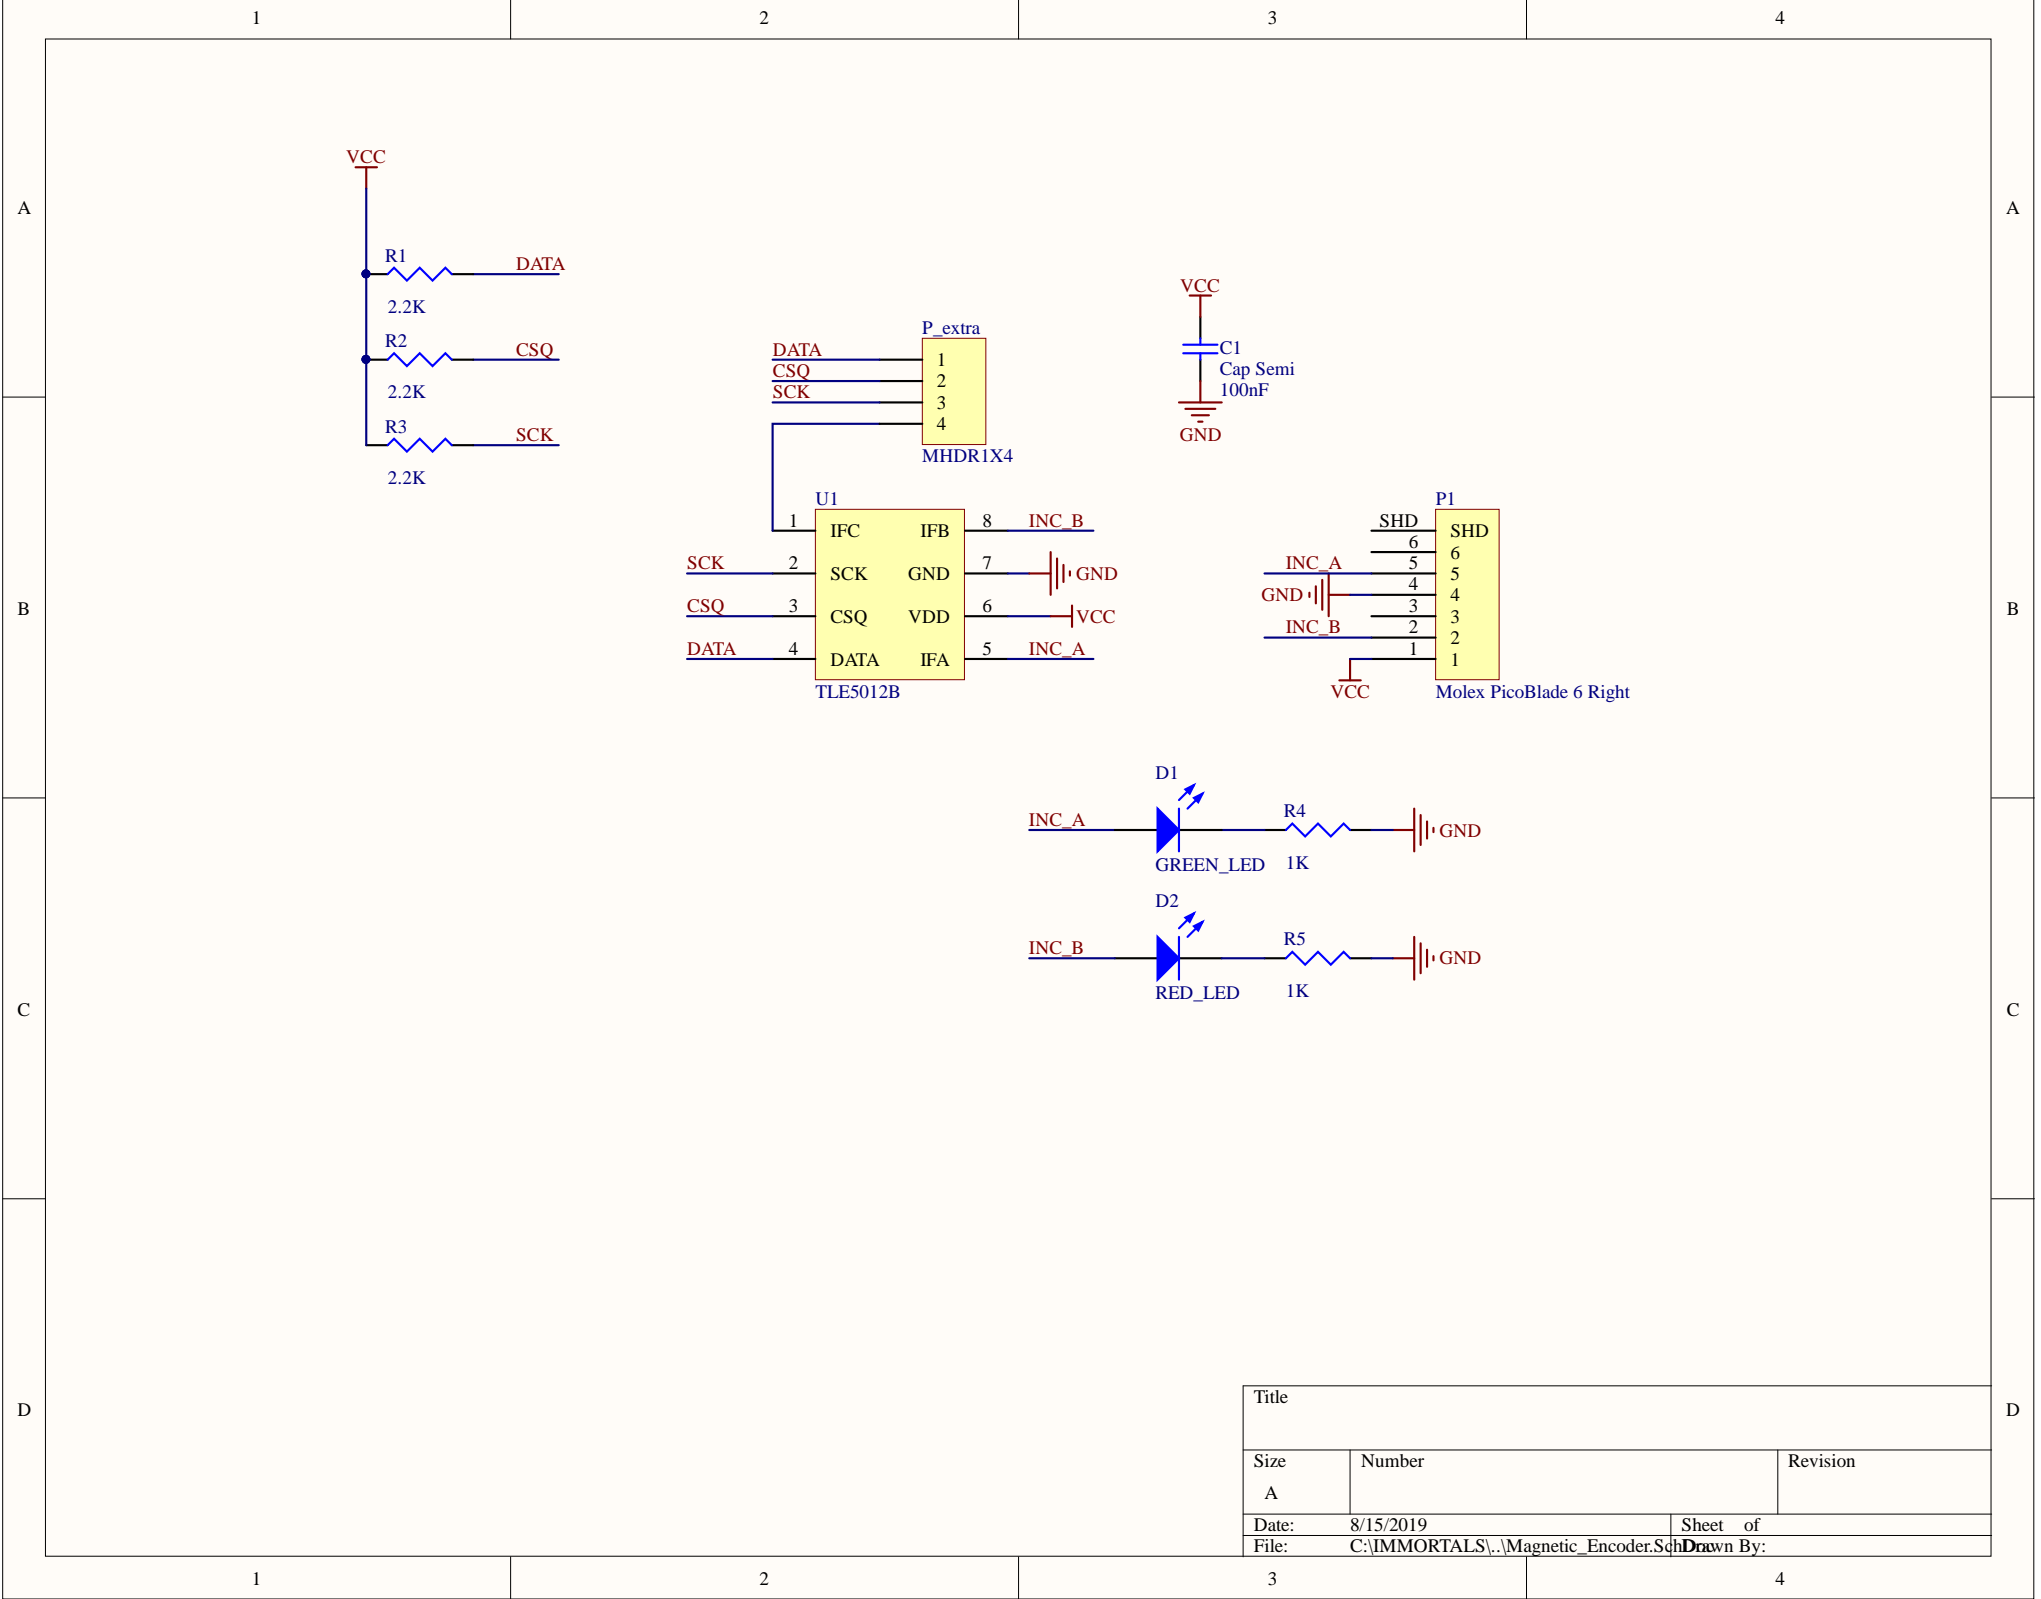 1 2 3 4
A A
VCC
R1 DATA
2.2K
R2 CSQ
2.2K
R3 SCK
2.2K
P_extra
DATA 1
CSQ 2
SCK 3
4
MHDR1X4
VCC
C1
Cap Semi
100nF
GND
B B
U1
1 IFC IFB 8 INC_B
SCK 2 SCK GND 7 GND
CSQ 3 CSQ VDD 6 VCC
DATA 4 DATA IFA 5 INC_A
TLE5012B
P1
SHD SHD
6 6
INC_A 5 5
GND 4 4
3 3
INC_B 2 2
1 1
VCC
Molex PicoBlade 6 Right
D1
INC_A R4 GND
GREEN_LED 1K
D2
INC_B R5 GND
RED_LED 1K
C C
D D
Title
Size Number Revision
A
Date: 8/15/2019 Sheet of
File: C:\IMMORTALS\..\Magnetic_Encoder.SchDoc Drawn By:
1 2 3 4